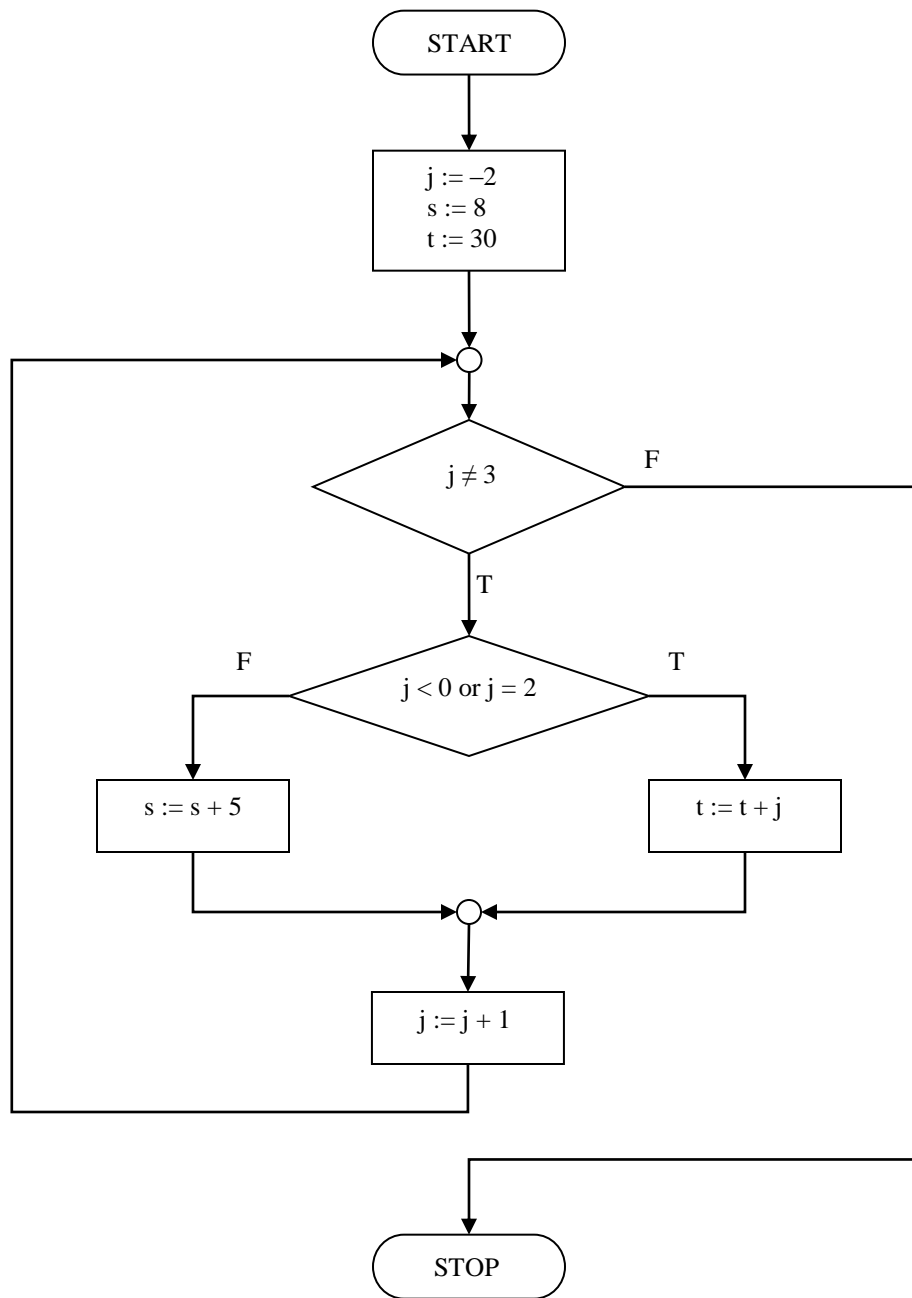 START
j := –2
s := 8
t := 30
j ≠ 3
F
T
F
j < 0 or j = 2
T
s := s + 5
t := t + j
j := j + 1
STOP